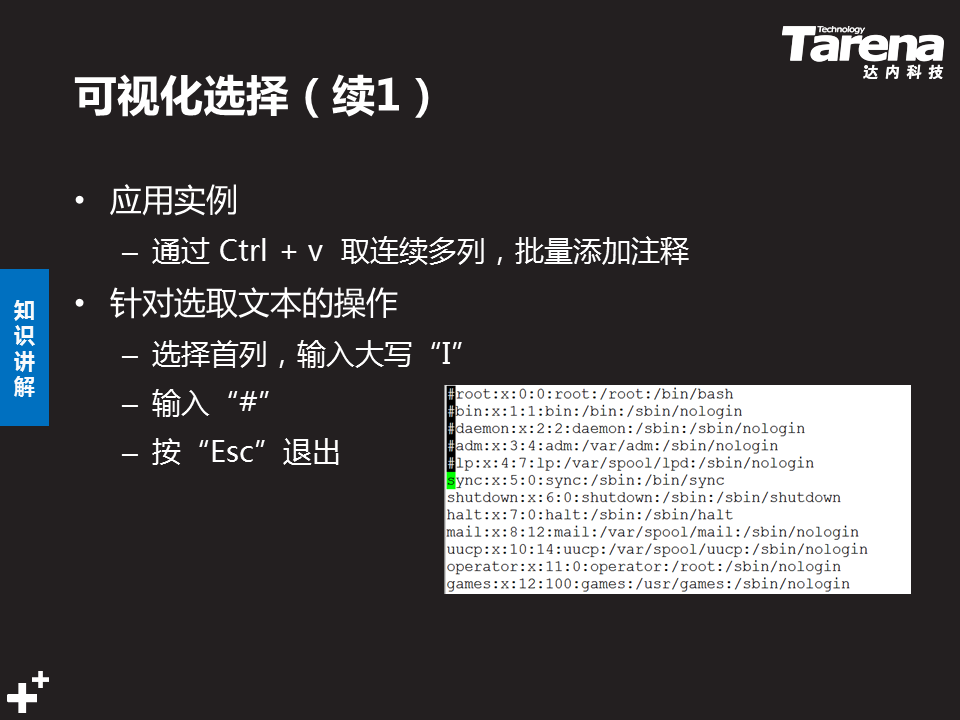 Technology
Tarena
达内科技
可视化选择（续1）
• 应用实例
– 通过 Ctrl + v 取连续多列，批量添加注释
• 针对选取文本的操作
– 选择首列，输入大写“I”
– 输入“#”
– 按“Esc”退出
知识讲解
#root:x:0:0:root:/root:/bin/bash
#bin:x:1:1:bin:/bin:/sbin/nologin
#daemon:x:2:2:daemon:/sbin:/sbin/nologin
#adm:x:3:4:adm:/var/adm:/sbin/nologin
#lp:x:4:7:lp:/var/spool/lpd:/sbin/nologin
sync:x:5:0:sync:/sbin:/bin/sync
shutdown:x:6:0:shutdown:/sbin:/sbin/shutdown
halt:x:7:0:halt:/sbin:/sbin/halt
mail:x:8:12:mail:/var/spool/mail:/sbin/nologin
uucp:x:10:14:uucp:/var/spool/uucp:/sbin/nologin
operator:x:11:0:operator:/root:/sbin/nologin
games:x:12:100:games:/usr/games:/sbin/nologin